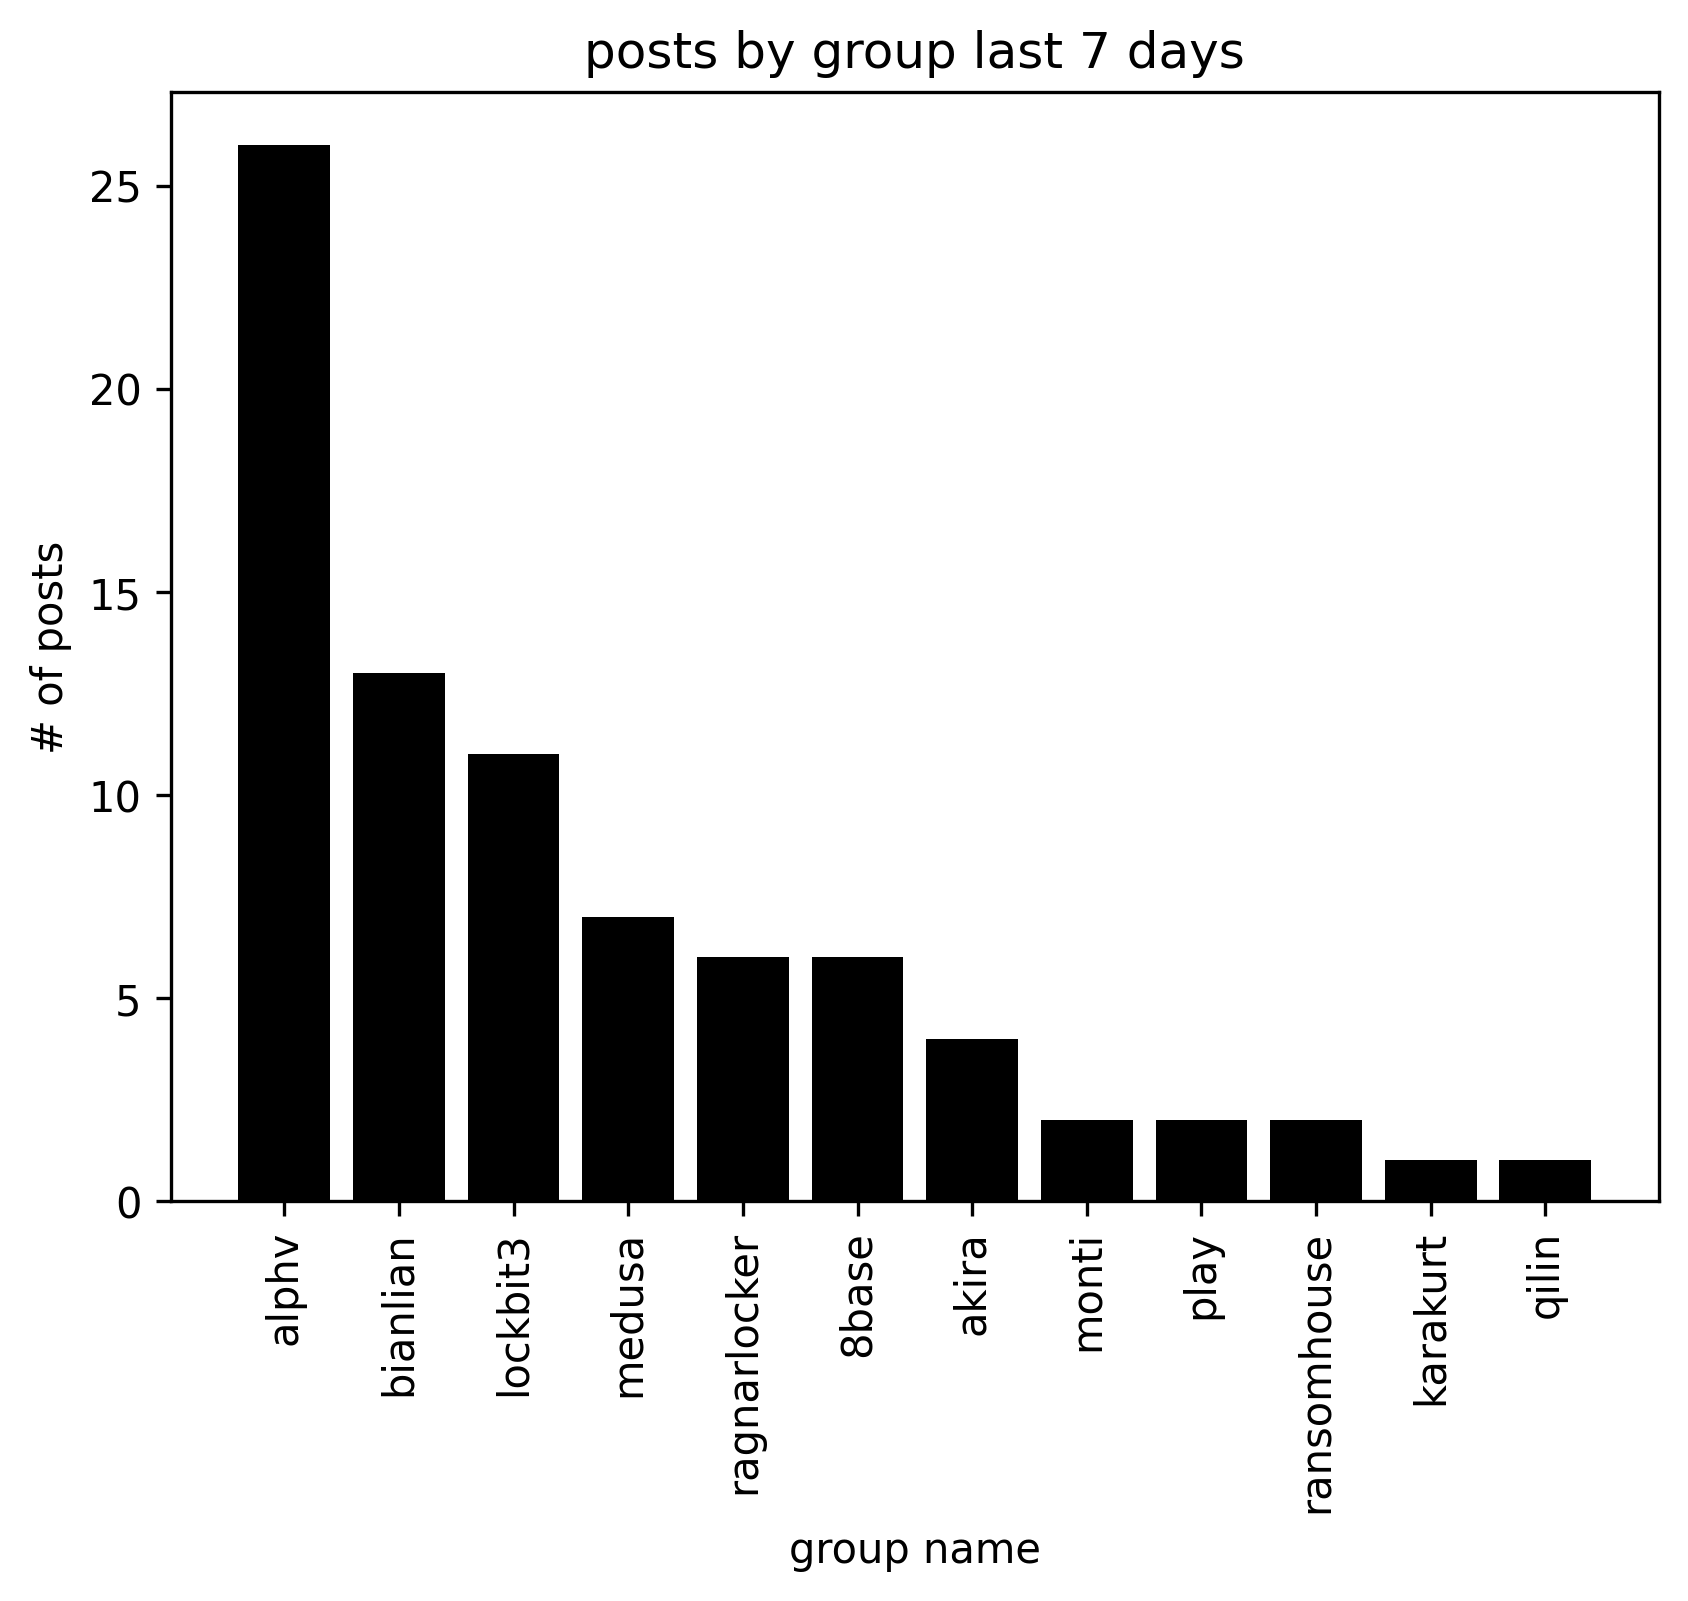 posts by group last 7 days
# of posts
25
20
15
10
5
0
alphv
bianlian
lockbit3
medusa
ragnarlocker
8base
akira
monti
play
ransomhouse
karakurt
qilin
group name